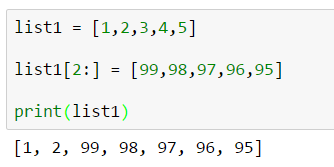 list1 = [1,2,3,4,5]
list1[2:] = [99,98,97,96,95]
print(list1)
[1, 2, 99, 98, 97, 96, 95]